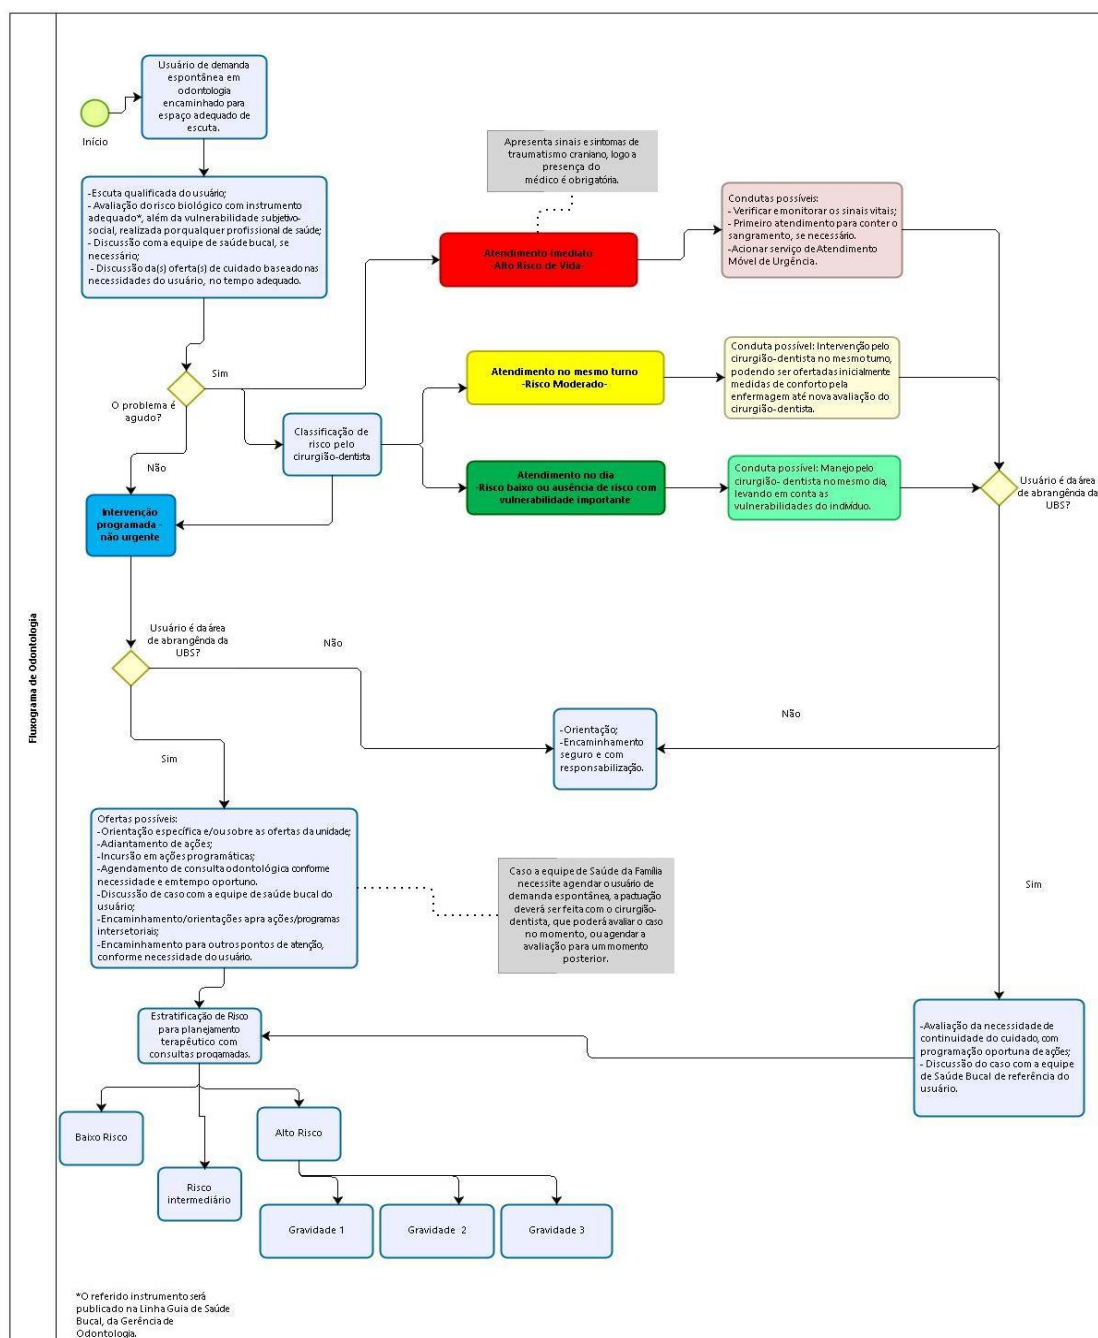 Fluxograma de Odontologia
Início
Usuário de demanda
espontânea em
odontologia
encaminhado para
espaço adequado de
escuta.
-Escuta qualificada do usuário;
- Avaliação do risco biológico com instrumento
adequado*, além da vulnerabilidade subjetivo-
social, realizada por qualquer profissional de saúde;
- Discussão com a equipe de saúde bucal, se
necessário;
- Discussão da(s) oferta(s) de cuidado baseado nas
necessidades do usuário, no tempo adequado.
Apresenta sinais e sintomas de
traumatismo craniano, logo a
presença do
médico é obrigatória.
Atendimento imediato
-Alto Risco de Vida-
Condutas possíveis:
- Verificar e monitorar os sinais vitais;
- Primeiro atendimento para conter o
sangramento, se necessário.
-Acionar serviço de Atendimento
Móvel de Urgência.
Sim
O problema é
agudo?
Não
Classificação de
risco pelo
cirurgião-dentista
Atendimento no mesmo turno
-Risco Moderado-
Conduta possível: Intervenção pelo
cirurgião-dentista no mesmo turno,
podendo ser ofertadas inicialmente
medidas de conforto pela
enfermagem até nova avaliação do
cirurgião-dentista.
Atendimento no dia
-Risco baixo ou ausência de risco com
vulnerabilidade importante
Conduta possível: Manejo pelo
cirurgião- dentista no mesmo dia,
levando em conta as
vulnerabilidades do indivíduo.
Usuário é da área
de abrangência da
UBS?
Intervenção
programada -
não urgente
Usuário é da área
de abrangência da
UBS?
Não
Não
-Orientação;
-Encaminhamento
seguro e com
responsabilização.
Sim
Ofertas possíveis:
-Orientação específica e/ou sobre as ofertas da unidade;
-Adiantamento de ações;
-Incursão em ações programáticas;
-Agendamento de consulta odontológica conforme
necessidade e em tempo oportuno.
-Discussão de caso com a equipe de saúde bucal do
usuário;
-Encaminhamento/orientações apra ações/programas
intersetoriais;
-Encaminhamento para outros pontos de atenção,
conforme necessidade do usuário.
Caso a equipe de Saúde da Família
necessite agendar o usuário de
demanda espontânea, a pactuação
deverá ser feita com o cirurgião-
dentista, que poderá avaliar o caso
no momento, ou agendar a
avaliação para um momento
posterior.
Sim
Estratificação de Risco
para planejamento
terapêutico com
consultas progamadas.
-Avaliação da necessidade de
continuidade do cuidado, com
programação oportuna de ações;
- Discussão do caso com a equipe
de Saúde Bucal de referência do
usuário.
Baixo Risco
Risco
intermediário
Alto Risco
Gravidade 1
Gravidade 2
Gravidade 3
*O referido instrumento será
publicado na Linha Guia de Saúde
Bucal, da Gerência de
Odontologia.